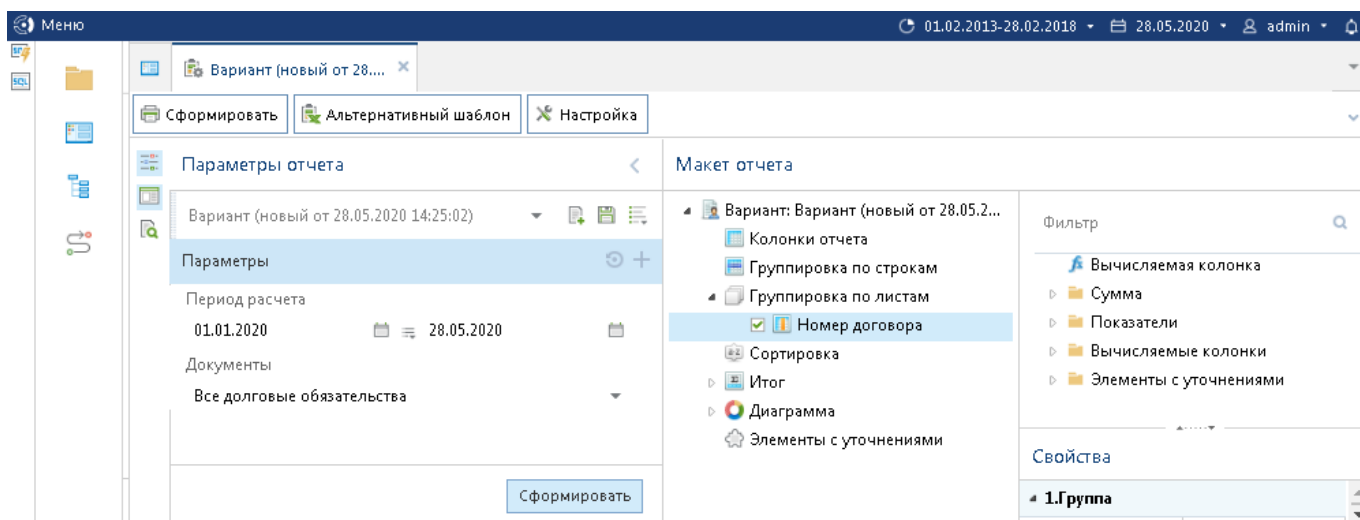 Меню
01.02.2013-28.02.2018 28.05.2020 admin
SQL
Вариант (новый от 28....
Сформировать Альтернативный шаблон Настройка
Параметры отчета
Вариант (новый от 28.05.2020 14:25:02)
Параметры
Период расчета
01.01.2020 28.05.2020
Документы
Все долговые обязательства
Сформировать
Макет отчета
Вариант: Вариант (новый от 28.05.2...
Колонки отчета
Группировка по строкам
Группировка по листам
Номер договора
Сортировка
Итог
Диаграмма
Элементы с уточнениями
Фильтр
Вычисляемая колонка
Сумма
Показатели
Вычисляемые колонки
Элементы с уточнениями
Свойства
1.Группа